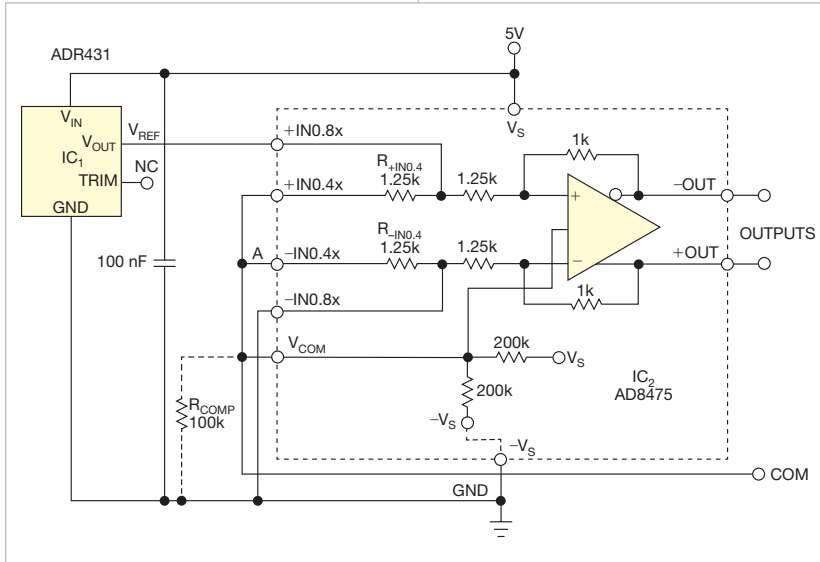 ADR431
5V
V_IN
V_OUT
V_REF
IC_1
TRIM
NC
GND
100 nF
V_S
+IN0.8x
1k
R_+IN0.4
+IN0.4x
1.25k
1.25k
+
−OUT
OUTPUTS
A
−IN0.4x
R_−IN0.4
1.25k
1.25k
−
+OUT
−IN0.8x
1k
V_COM
200k
V_S
200k
IC_2
AD8475
R_COMP
100k
−V_S
−V_S
GND
COM